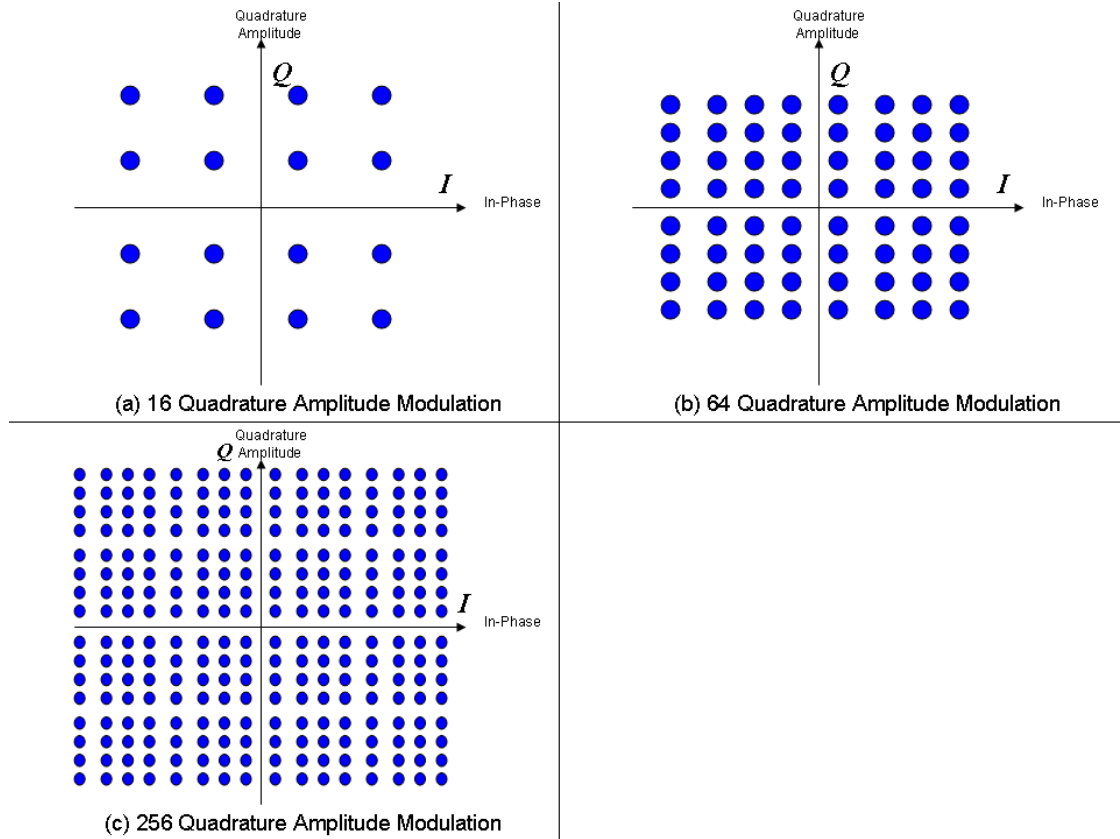 Quadrature
Amplitude
Q
I
In-Phase
(a) 16 Quadrature Amplitude Modulation
Quadrature
Amplitude
Q
I
In-Phase
(b) 64 Quadrature Amplitude Modulation
Quadrature
Q Amplitude
I
In-Phase
(c) 256 Quadrature Amplitude Modulation